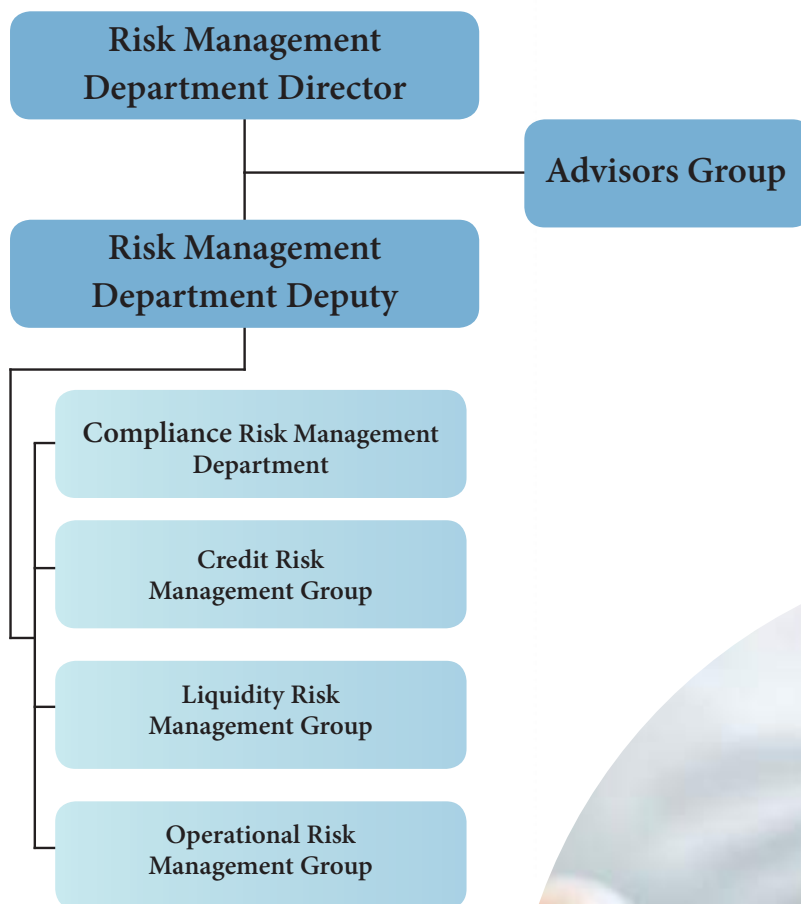 Risk Management
Department Director
Advisors Group
Risk Management
Department Deputy
Compliance Risk Management
Department
Credit Risk
Management Group
Liquidity Risk
Management Group
Operational Risk
Management Group